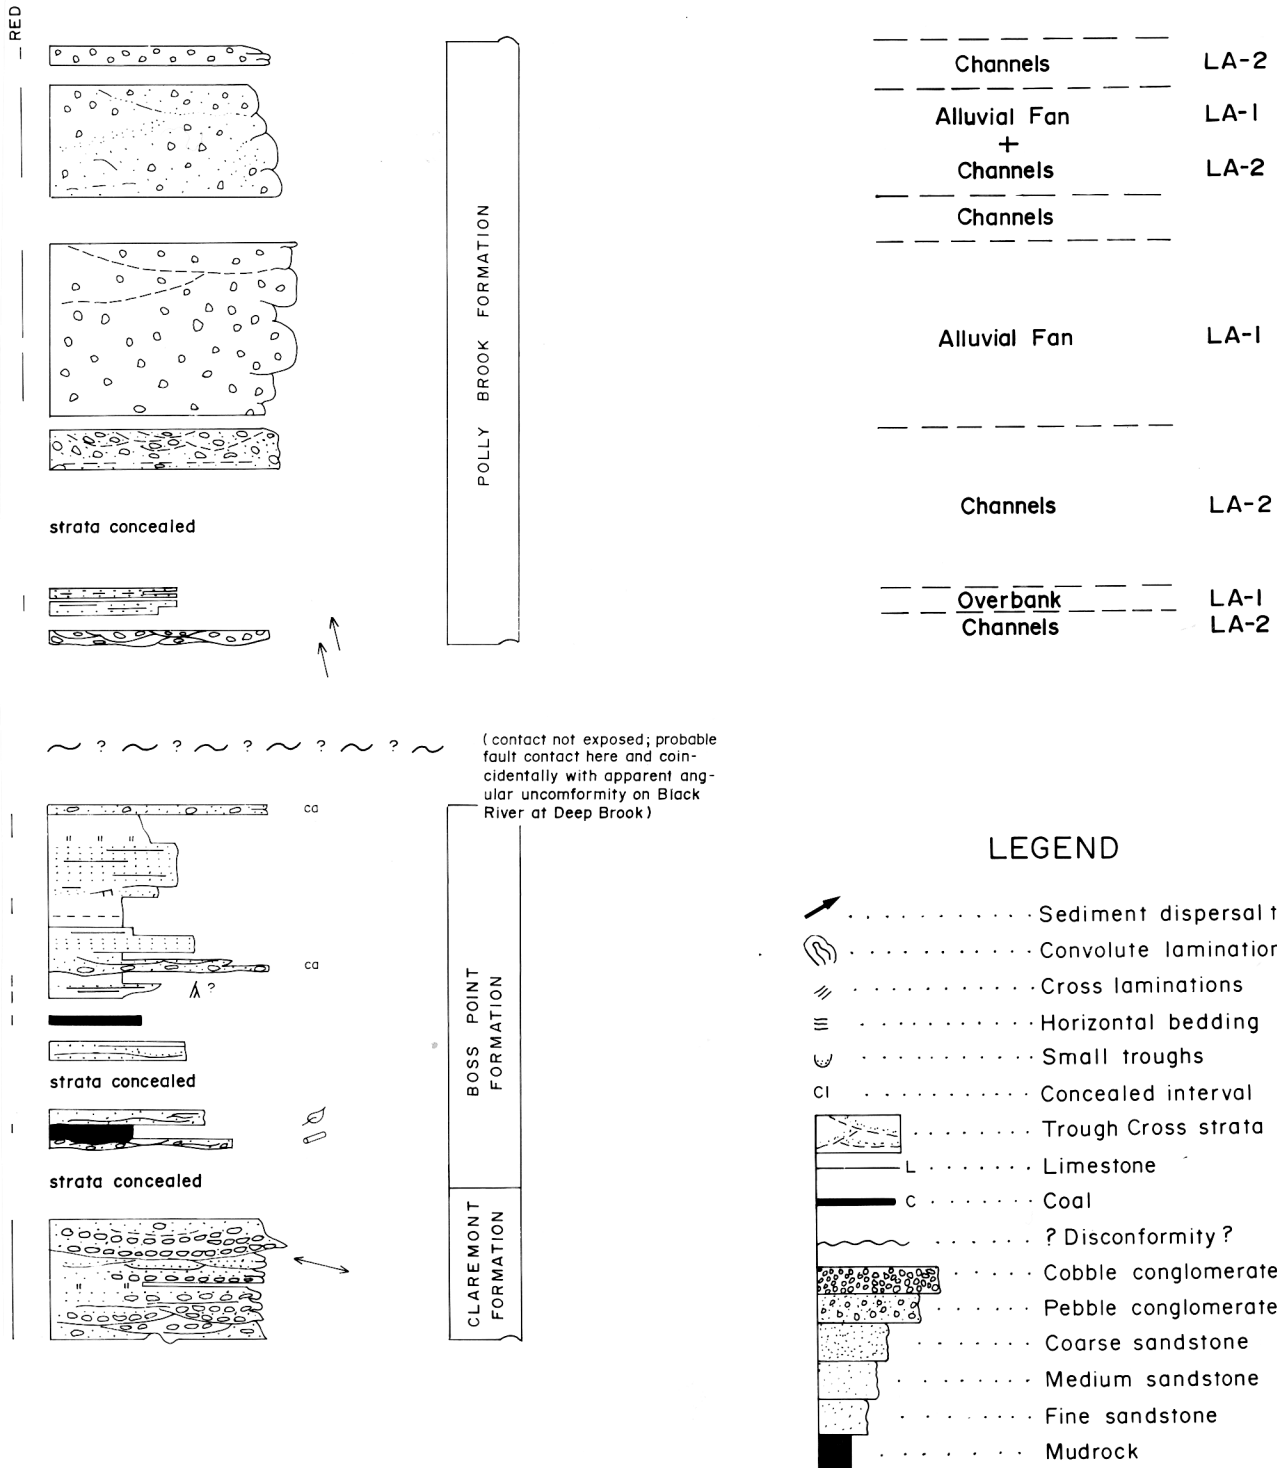 RED
Channels LA-2
Alluvial Fan LA-1
+
Channels LA-2
Channels
Alluvial Fan LA-1
POLLY BROOK FORMATION
strata concealed
Channels LA-2
Overbank LA-1
Channels LA-2
~ ? ~ ? ~ ? ~ ? ~ ? ~
(contact not exposed; probable
fault contact here and coin-
cidentally with apparent ang-
ular uncomformity on Black
River at Deep Brook)
ca
" " "
ca
?
BOSS POINT
FORMATION
strata concealed
strata concealed
" "
CLAREMONT
FORMATION
LEGEND
Sediment dispersal t
Convolute lamination
Cross laminations
Horizontal bedding
Small troughs
CI Concealed interval
Trough Cross strata
L Limestone
C Coal
? Disconformity ?
Cobble conglomerate
Pebble conglomerate
Coarse sandstone
Medium sandstone
Fine sandstone
Mudrock